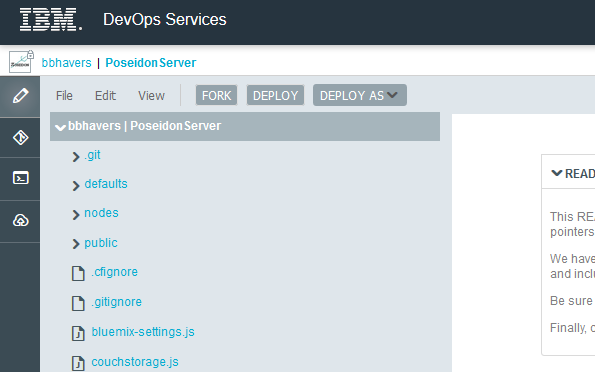 IBM. DevOps Services
bbhavers | PoseidonServer
File Edit View FORK DEPLOY DEPLOY AS
bbhavers | PoseidonServer
.git
defaults
nodes
public
.cfignore
.gitignore
bluemix-settings.js
couchstorage.js
READ
This REA
pointers
We have
and inclu
Be sure
Finally, c